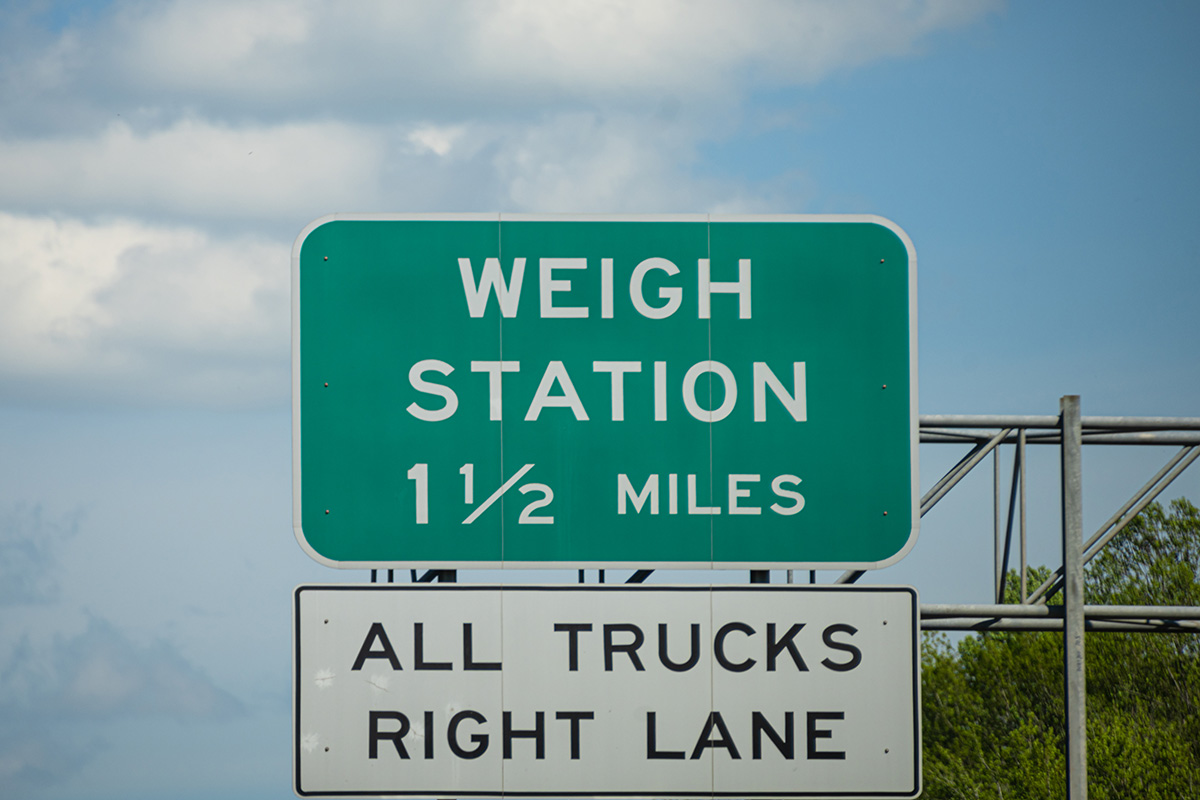 WEIGH
STATION
1 1/2 MILES
ALL TRUCKS
RIGHT LANE